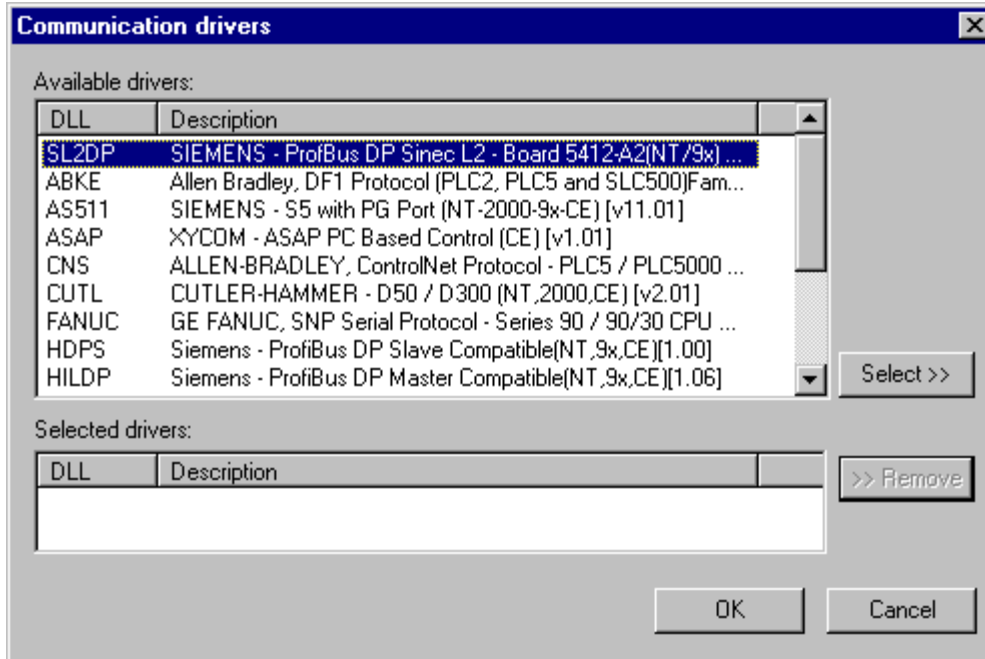 Communication drivers
Available drivers:
DLL Description
SL2DP SIEMENS - ProfBus DP Sinec L2 - Board 5412-A2(NT/9x) ...
ABKE Allen Bradley, DF1 Protocol (PLC2, PLC5 and SLC500)Fam...
AS511 SIEMENS - S5 with PG Port (NT-2000-9x-CE) [v11.01]
ASAP XYCOM - ASAP PC Based Control (CE) [v1.01]
CNS ALLEN-BRADLEY, ControlNet Protocol - PLC5 / PLC5000 ...
CUTL CUTLER-HAMMER - D50 / D300 (NT,2000,CE) [v2.01]
FANUC GE FANUC, SNP Serial Protocol - Series 90 / 90/30 CPU ...
HDPS Siemens - ProfiBus DP Slave Compatible(NT,9x,CE)[1.00]
HILDP Siemens - ProfiBus DP Master Compatible(NT,9x,CE)[1.06]
Select >>
Selected drivers:
DLL Description
>> Remove
OK Cancel